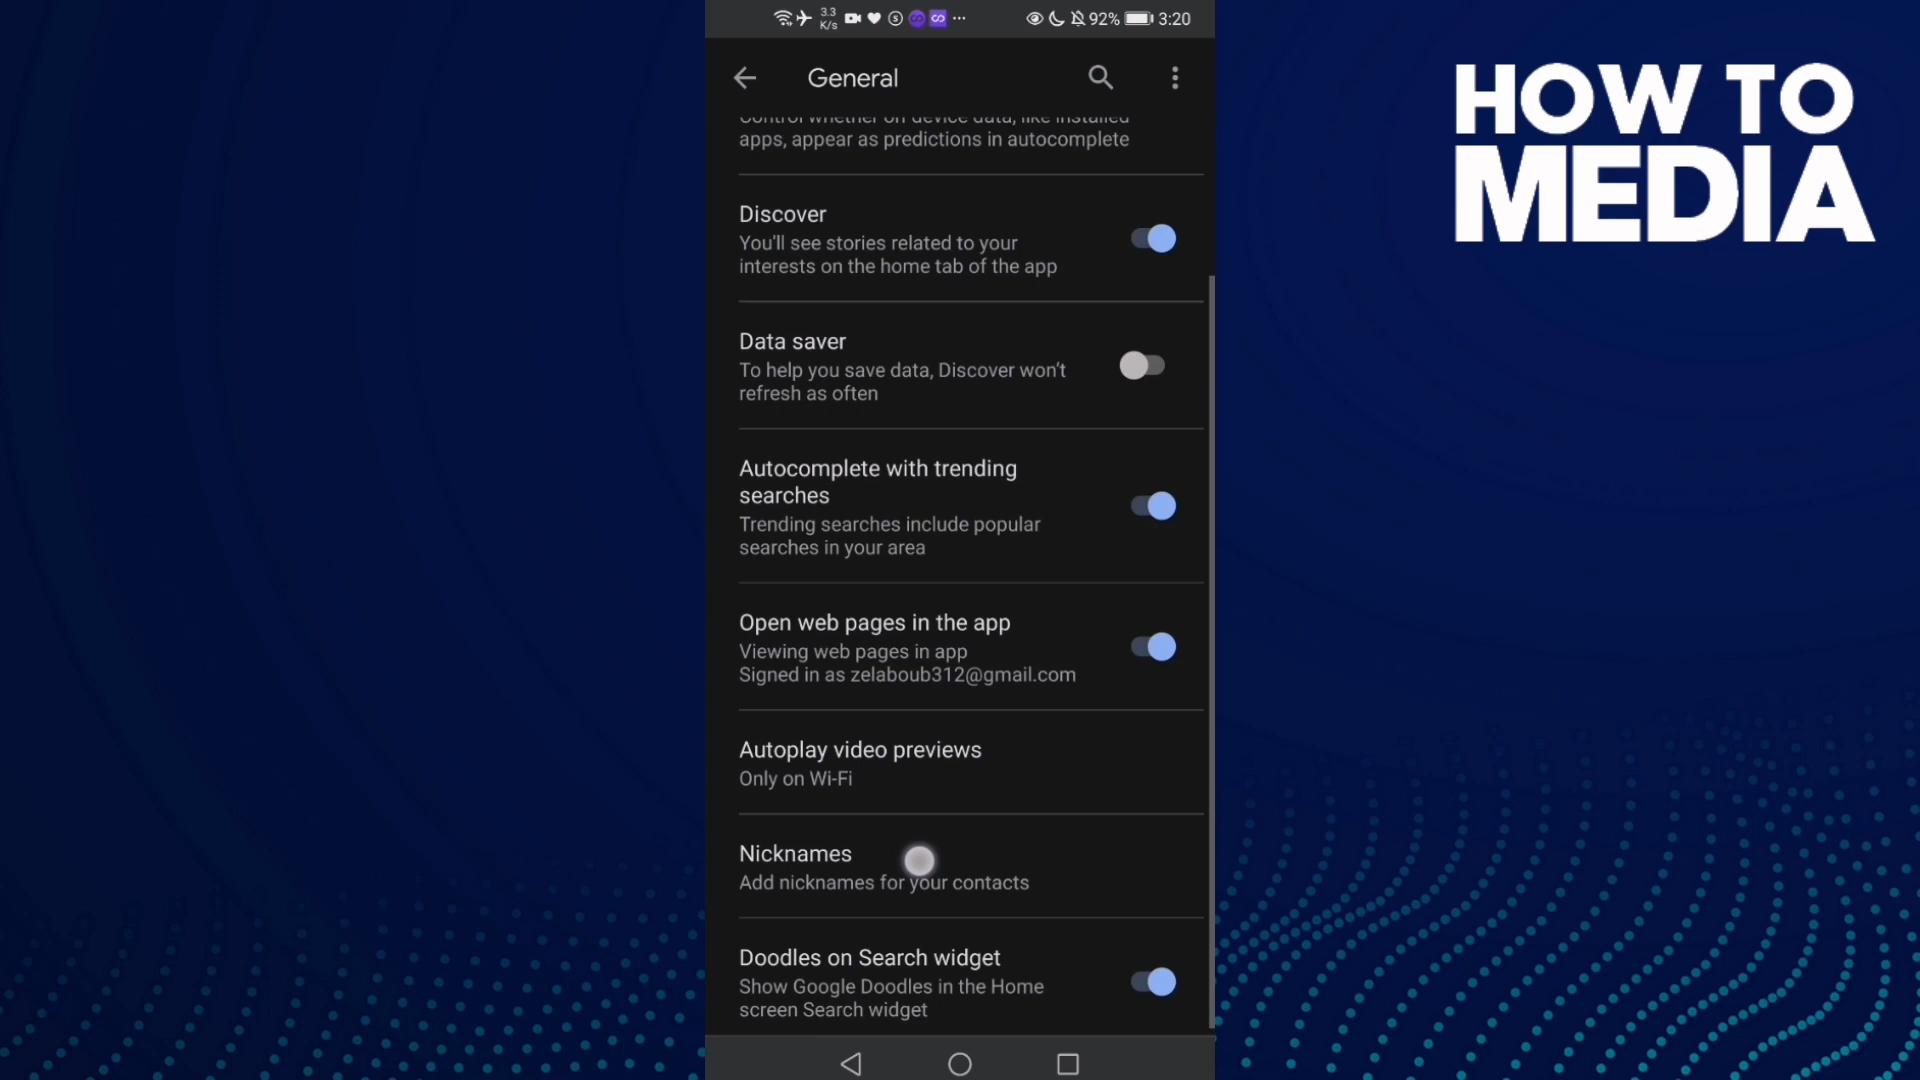 3.3
K/s
92%
3:20
General
Control whether on device data, like installed
apps, appear as predictions in autocomplete
Discover
You'll see stories related to your
interests on the home tab of the app
Data saver
To help you save data, Discover won't
refresh as often
Autocomplete with trending
searches
Trending searches include popular
searches in your area
Open web pages in the app
Viewing web pages in app
Signed in as zelaboub312@gmail.com
Autoplay video previews
Only on Wi-Fi
Nicknames
Add nicknames for your contacts
Doodles on Search widget
Show Google Doodles in the Home
screen Search widget
HOW TO
MEDIA